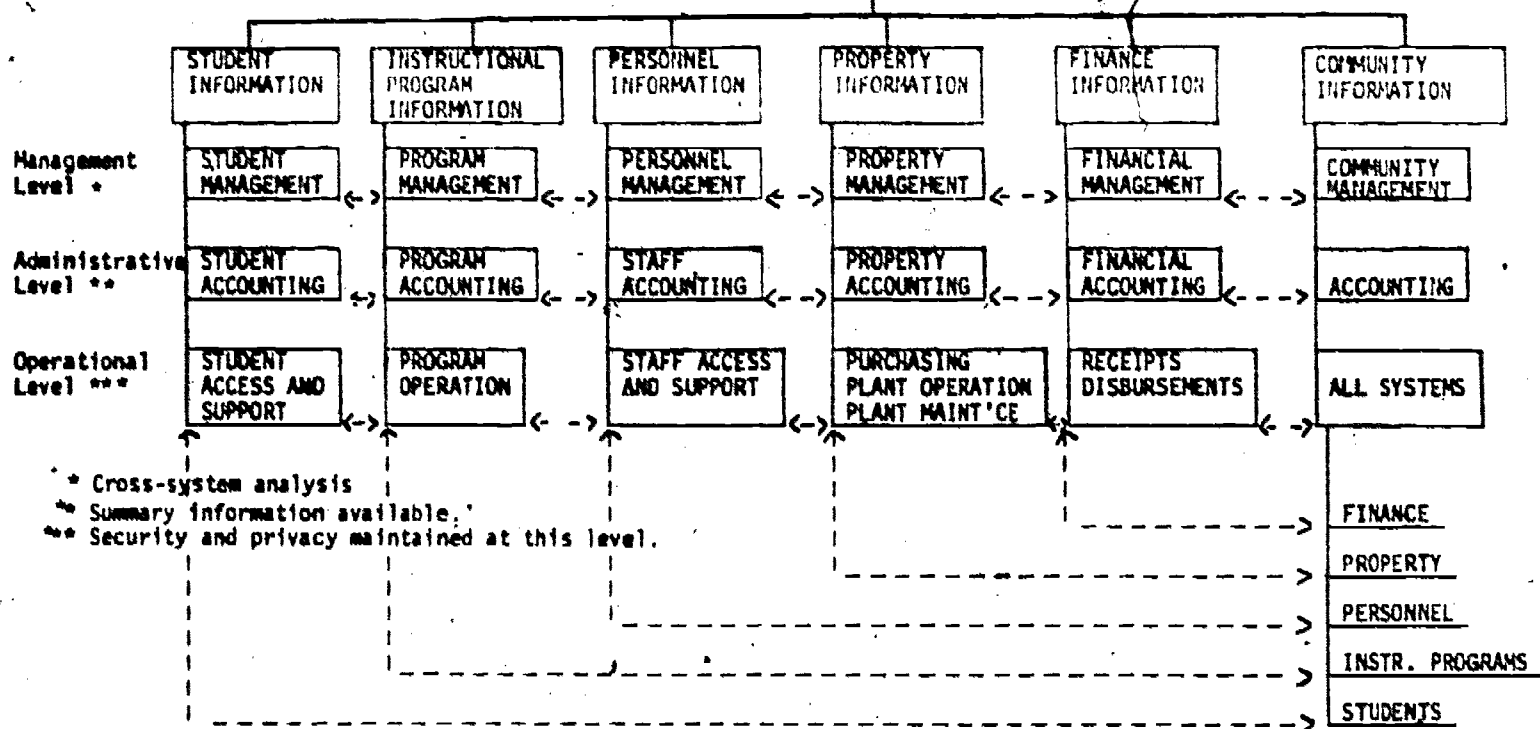 STUDENT
INFORMATION
INSTRUCTIONAL
PROGRAM
INFORMATION
PERSONNEL
INFORMATION
PROPERTY
INFORMATION
FINANCE
INFORMATION
COMMUNITY
INFORMATION
Management
Level *
STUDENT
MANAGEMENT
PROGRAM
MANAGEMENT
PERSONNEL
MANAGEMENT
PROPERTY
MANAGEMENT
FINANCIAL
MANAGEMENT
COMMUNITY
MANAGEMENT
Administrative
Level **
STUDENT
ACCOUNTING
PROGRAM
ACCOUNTING
STAFF
ACCOUNTING
PROPERTY
ACCOUNTING
FINANCIAL
ACCOUNTING
ACCOUNTING
Operational
Level ***
STUDENT
ACCESS AND
SUPPORT
PROGRAM
OPERATION
STAFF ACCESS
AND SUPPORT
PURCHASING
PLANT OPERATION
PLANT MAINT'CE
RECEIPTS
DISBURSEMENTS
ALL SYSTEMS
* Cross-system analysis
** Summary information available.
*** Security and privacy maintained at this level.
FINANCE
PROPERTY
PERSONNEL
INSTR. PROGRAMS
STUDENTS